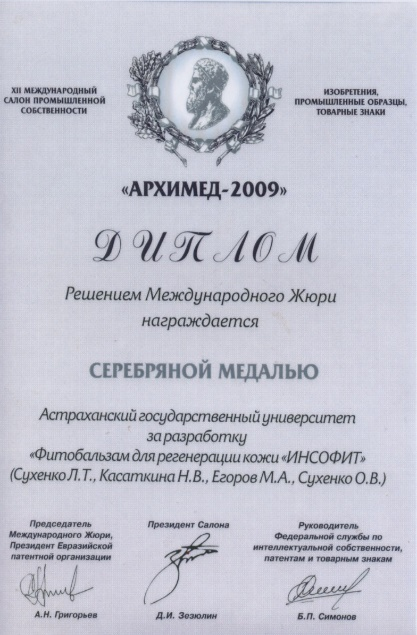 XII МЕЖДУНАРОДНЫЙ
САЛОН ПРОМЫШЛЕННОЙ
СОБСТВЕННОСТИ
ИЗОБРЕТЕНИЯ,
ПРОМЫШЛЕННЫЕ ОБРАЗЦЫ,
ТОВАРНЫЕ ЗНАКИ
«АРХИМЕД-2009»
ДИПЛОМ
Решением Международного Жюри
награждается
СЕРЕБРЯНОЙ МЕДАЛЬЮ
Астраханский государственный университет
за разработку
«Фитобальзам для регенерации кожи «ИНСОФИТ»
(Сухенко Л.Т., Касаткина Н.В., Егоров М.А., Сухенко О.В.)
Председатель
Международного Жюри,
Президент Евразийской
патентной организации
А.Н. Григорьев
Президент Салона
Д.И. Зезюлин
Руководитель
Федеральной службы по
интеллектуальной собственности,
патентам и товарным знакам
Б.П. Симонов